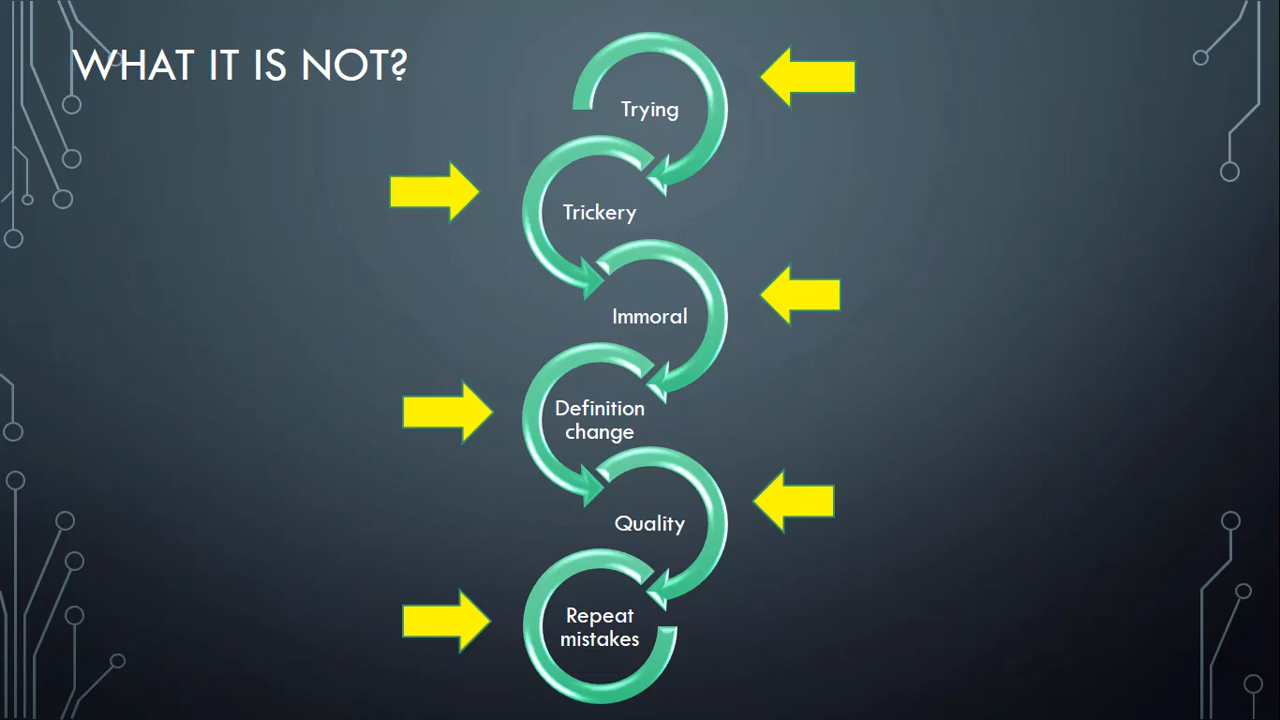 WHAT IT IS NOT?
Trying
Trickery
Immoral
Definition
change
Quality
Repeat
mistakes